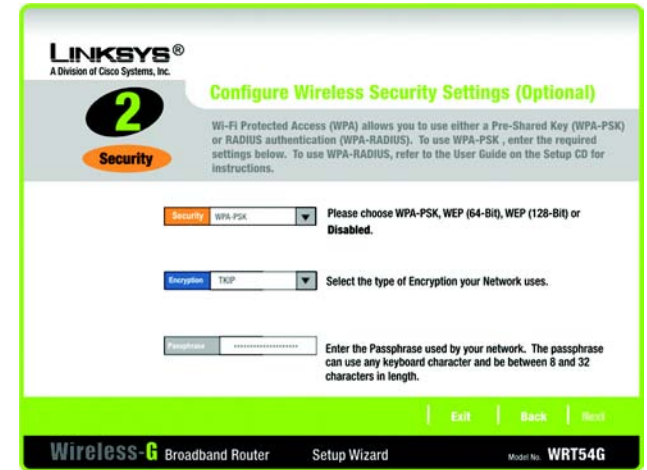 LINKSYS®
A Division of Cisco Systems, Inc.
2
Security
Configure Wireless Security Settings (Optional)
Wi-Fi Protected Access (WPA) allows you to use either a Pre-Shared Key (WPA-PSK)
or RADIUS authentication (WPA-RADIUS). To use WPA-PSK , enter the required
settings below. To use WPA-RADIUS, refer to the User Guide on the Setup CD for
instructions.
Security WPA-PSK
Please choose WPA-PSK, WEP (64-Bit), WEP (128-Bit) or
Disabled.
Encryption TKIP
Select the type of Encryption your Network uses.
Passphrase
Enter the Passphrase used by your network. The passphrase
can use any keyboard character and be between 8 and 32
characters in length.
Exit Back Next
Wireless-G Broadband Router Setup Wizard Model No. WRT54G